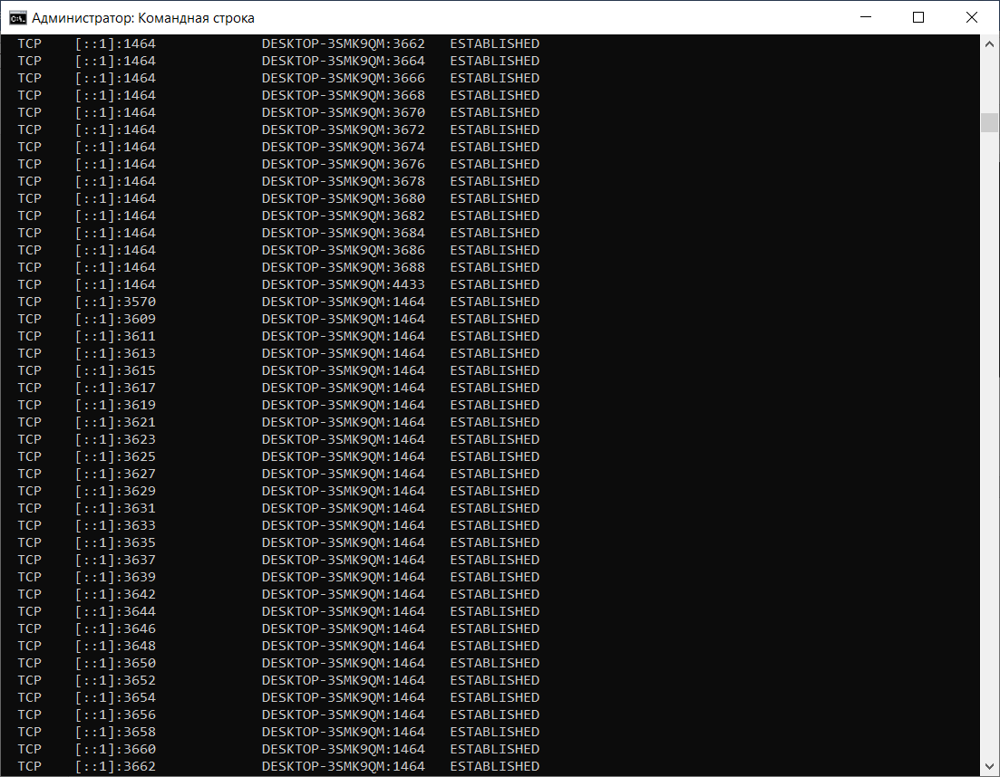 Администратор: Командная строка
TCP [::1]:1464 DESKTOP-3SMK9QM:3662 ESTABLISHED
TCP [::1]:1464 DESKTOP-3SMK9QM:3664 ESTABLISHED
TCP [::1]:1464 DESKTOP-3SMK9QM:3666 ESTABLISHED
TCP [::1]:1464 DESKTOP-3SMK9QM:3668 ESTABLISHED
TCP [::1]:1464 DESKTOP-3SMK9QM:3670 ESTABLISHED
TCP [::1]:1464 DESKTOP-3SMK9QM:3672 ESTABLISHED
TCP [::1]:1464 DESKTOP-3SMK9QM:3674 ESTABLISHED
TCP [::1]:1464 DESKTOP-3SMK9QM:3676 ESTABLISHED
TCP [::1]:1464 DESKTOP-3SMK9QM:3678 ESTABLISHED
TCP [::1]:1464 DESKTOP-3SMK9QM:3680 ESTABLISHED
TCP [::1]:1464 DESKTOP-3SMK9QM:3682 ESTABLISHED
TCP [::1]:1464 DESKTOP-3SMK9QM:3684 ESTABLISHED
TCP [::1]:1464 DESKTOP-3SMK9QM:3686 ESTABLISHED
TCP [::1]:1464 DESKTOP-3SMK9QM:3688 ESTABLISHED
TCP [::1]:1464 DESKTOP-3SMK9QM:4433 ESTABLISHED
TCP [::1]:3570 DESKTOP-3SMK9QM:1464 ESTABLISHED
TCP [::1]:3609 DESKTOP-3SMK9QM:1464 ESTABLISHED
TCP [::1]:3611 DESKTOP-3SMK9QM:1464 ESTABLISHED
TCP [::1]:3613 DESKTOP-3SMK9QM:1464 ESTABLISHED
TCP [::1]:3615 DESKTOP-3SMK9QM:1464 ESTABLISHED
TCP [::1]:3617 DESKTOP-3SMK9QM:1464 ESTABLISHED
TCP [::1]:3619 DESKTOP-3SMK9QM:1464 ESTABLISHED
TCP [::1]:3621 DESKTOP-3SMK9QM:1464 ESTABLISHED
TCP [::1]:3623 DESKTOP-3SMK9QM:1464 ESTABLISHED
TCP [::1]:3625 DESKTOP-3SMK9QM:1464 ESTABLISHED
TCP [::1]:3627 DESKTOP-3SMK9QM:1464 ESTABLISHED
TCP [::1]:3629 DESKTOP-3SMK9QM:1464 ESTABLISHED
TCP [::1]:3631 DESKTOP-3SMK9QM:1464 ESTABLISHED
TCP [::1]:3633 DESKTOP-3SMK9QM:1464 ESTABLISHED
TCP [::1]:3635 DESKTOP-3SMK9QM:1464 ESTABLISHED
TCP [::1]:3637 DESKTOP-3SMK9QM:1464 ESTABLISHED
TCP [::1]:3639 DESKTOP-3SMK9QM:1464 ESTABLISHED
TCP [::1]:3642 DESKTOP-3SMK9QM:1464 ESTABLISHED
TCP [::1]:3644 DESKTOP-3SMK9QM:1464 ESTABLISHED
TCP [::1]:3646 DESKTOP-3SMK9QM:1464 ESTABLISHED
TCP [::1]:3648 DESKTOP-3SMK9QM:1464 ESTABLISHED
TCP [::1]:3650 DESKTOP-3SMK9QM:1464 ESTABLISHED
TCP [::1]:3652 DESKTOP-3SMK9QM:1464 ESTABLISHED
TCP [::1]:3654 DESKTOP-3SMK9QM:1464 ESTABLISHED
TCP [::1]:3656 DESKTOP-3SMK9QM:1464 ESTABLISHED
TCP [::1]:3658 DESKTOP-3SMK9QM:1464 ESTABLISHED
TCP [::1]:3660 DESKTOP-3SMK9QM:1464 ESTABLISHED
TCP [::1]:3662 DESKTOP-3SMK9QM:1464 ESTABLISHED